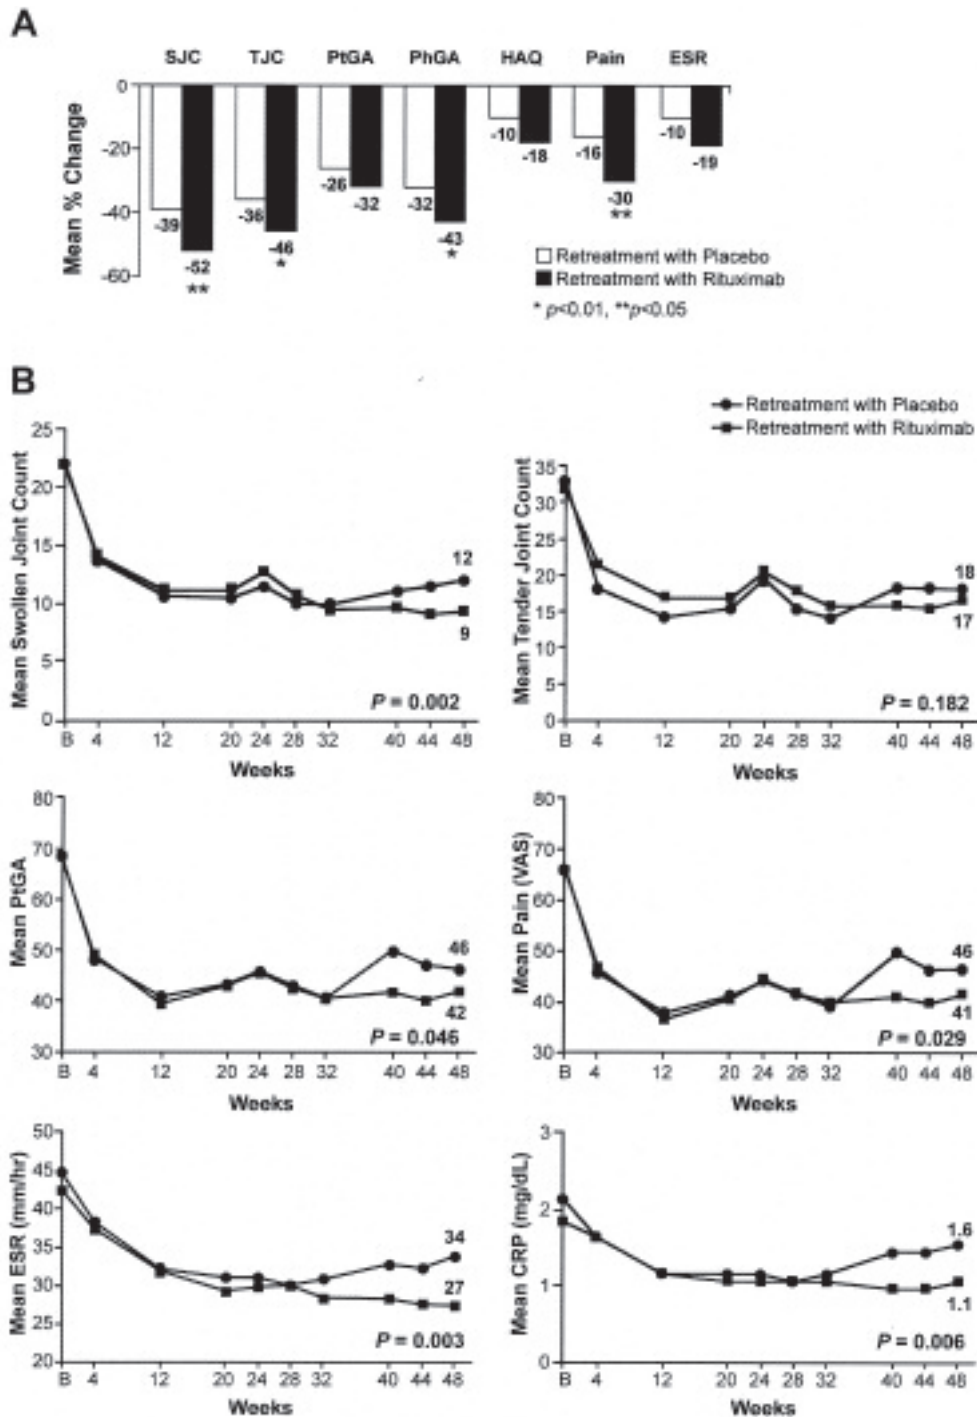 A
SJC TJC PtGA PhGA HAQ Pain ESR
Mean % Change
0
-20
-40
-60
-39 -52 -36 -46 -26 -32 -32 -43 -10 -18 -16 -30 -10 -19
** * * **
Retreatment with Placebo
Retreatment with Rituximab
* p<0.01, **p<0.05
B
Retreatment with Placebo
Retreatment with Rituximab
Mean Swollen Joint Count
25
20
15
10
5
0
12
9
P = 0.002
B 4 12 20 24 28 32 40 44 48
Weeks
Mean Tender Joint Count
35
30
25
20
15
10
5
0
18
17
P = 0.182
B 4 12 20 24 28 32 40 44 48
Weeks
Mean PtGA
80
70
60
50
40
30
46
42
P = 0.046
B 4 12 20 24 28 32 40 44 48
Weeks
Mean Pain (VAS)
80
70
60
50
40
30
46
41
P = 0.029
B 4 12 20 24 28 32 40 44 48
Weeks
Mean ESR (mm/hr)
50
45
40
35
30
25
20
34
27
P = 0.003
B 4 12 20 24 28 32 40 44 48
Weeks
Mean CRP (mg/dL)
3
2
1
0
1.6
1.1
P = 0.006
B 4 12 20 24 28 32 40 44 48
Weeks